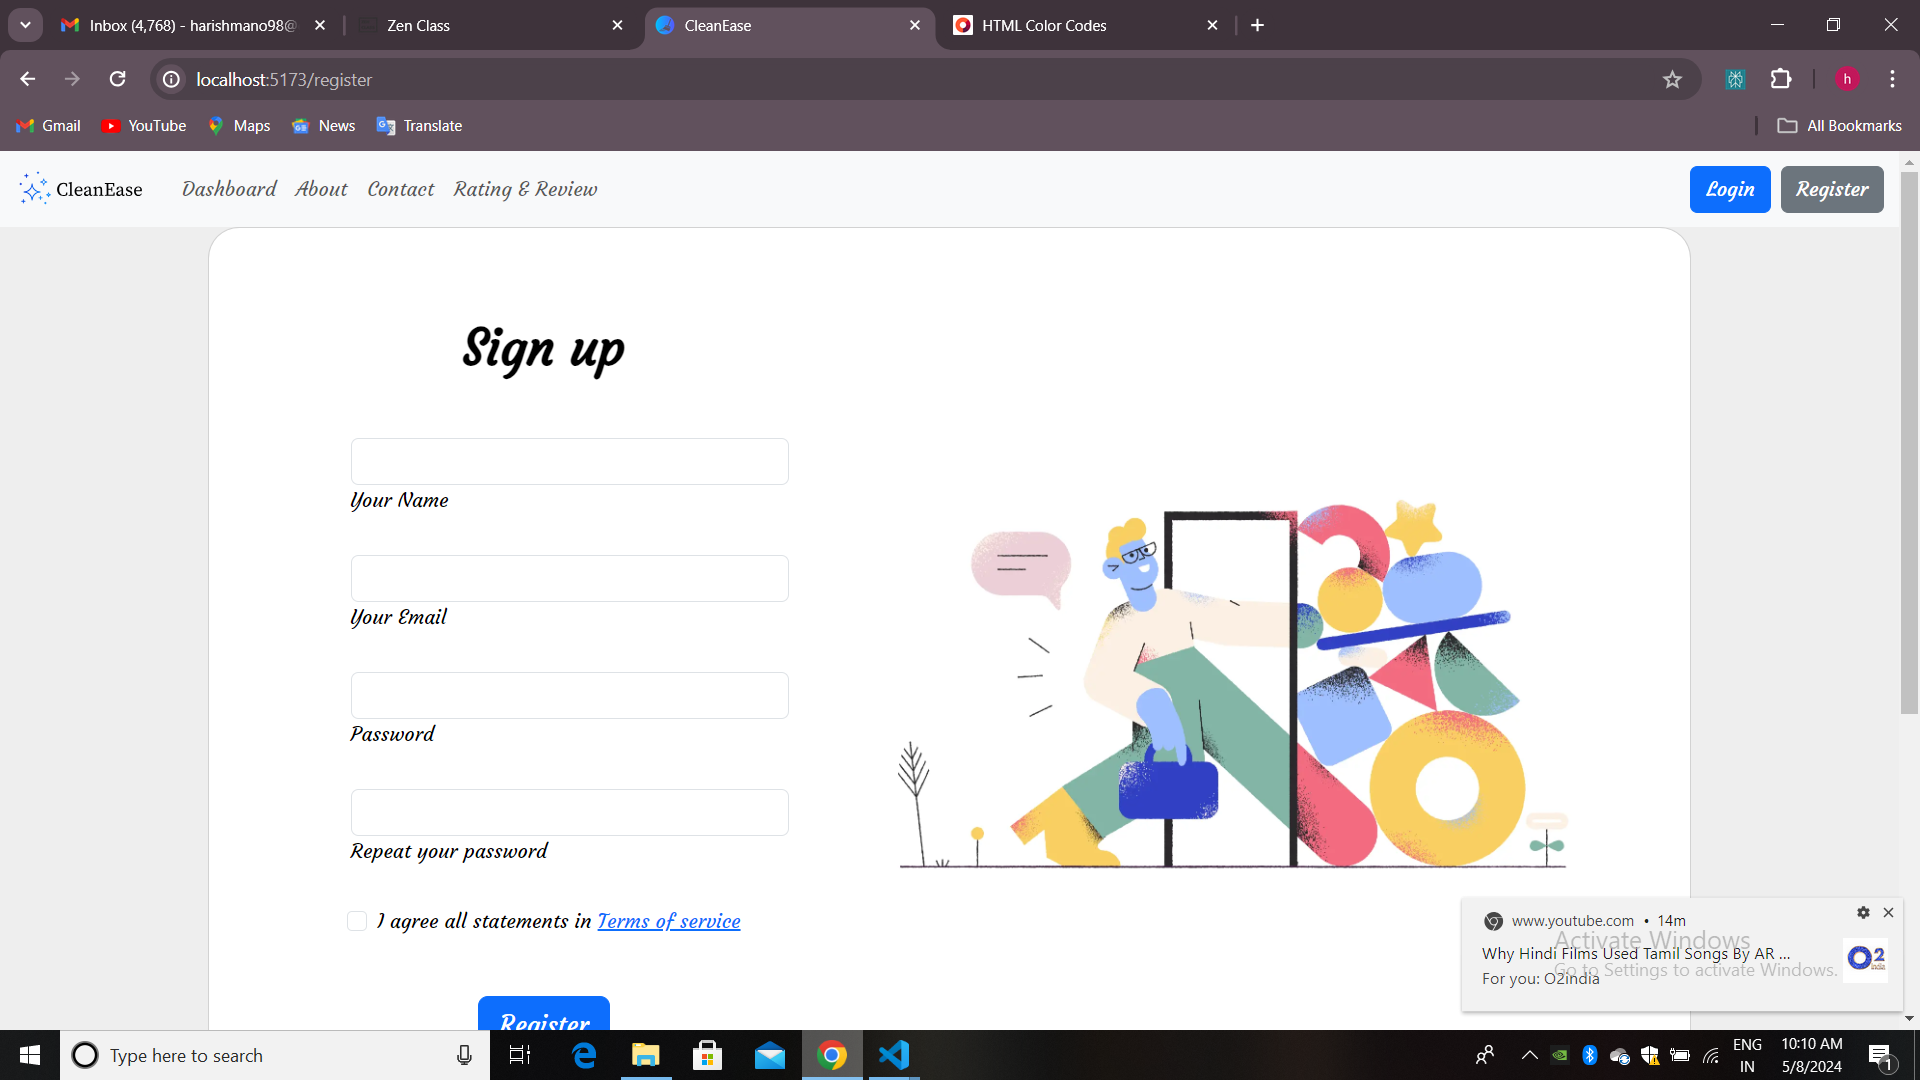 Inbox (4,768) - harishmano98@
Zen Class
CleanEase
HTML Color Codes
localhost:5173/register
h
Gmail
YouTube
Maps
News
Translate
All Bookmarks
CleanEase
Dashboard
About
Contact
Rating & Review
Login
Register
Sign up
Your Name
Your Email
Password
Repeat your password
I agree all statements in Terms of service
Register
www.youtube.com • 14m
Why Hindi Films Used Tamil Songs By AR ...
For you: O2india
O2
Activate Windows
Go to Settings to activate Windows.
Type here to search
ENG
IN
10:10 AM
5/8/2024
1